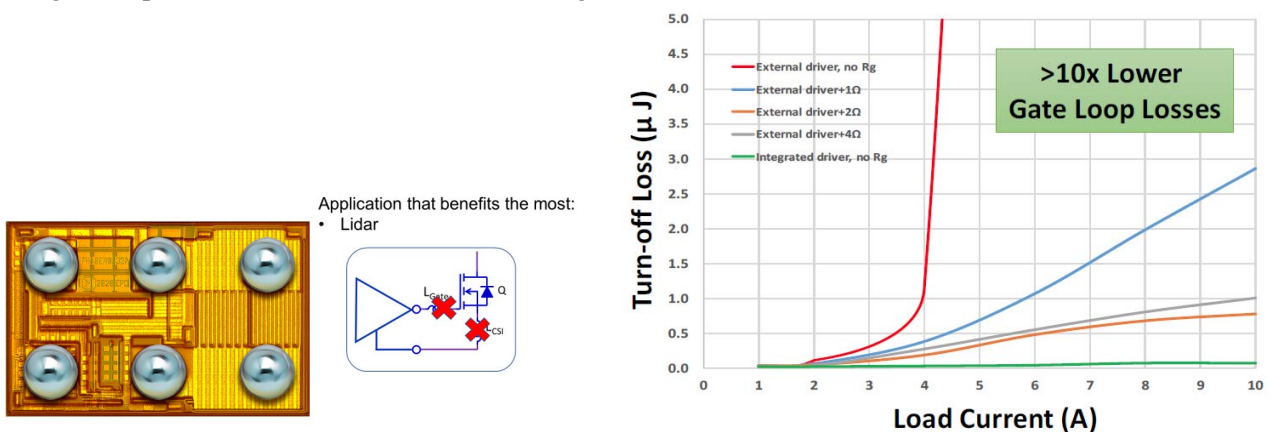 Application that benefits the most:
• Lidar
L Gate
Q
CSI
5.0
4.5
4.0
3.5
3.0
2.5
2.0
1.5
1.0
0.5
0.0
0 1 2 3 4 5 6 7 8 9 10
Turn-off Loss (μ J)
Load Current (A)
External driver, no Rg
External driver+1Ω
External driver+2Ω
External driver+4Ω
Integrated driver, no Rg
>10x Lower
Gate Loop Losses